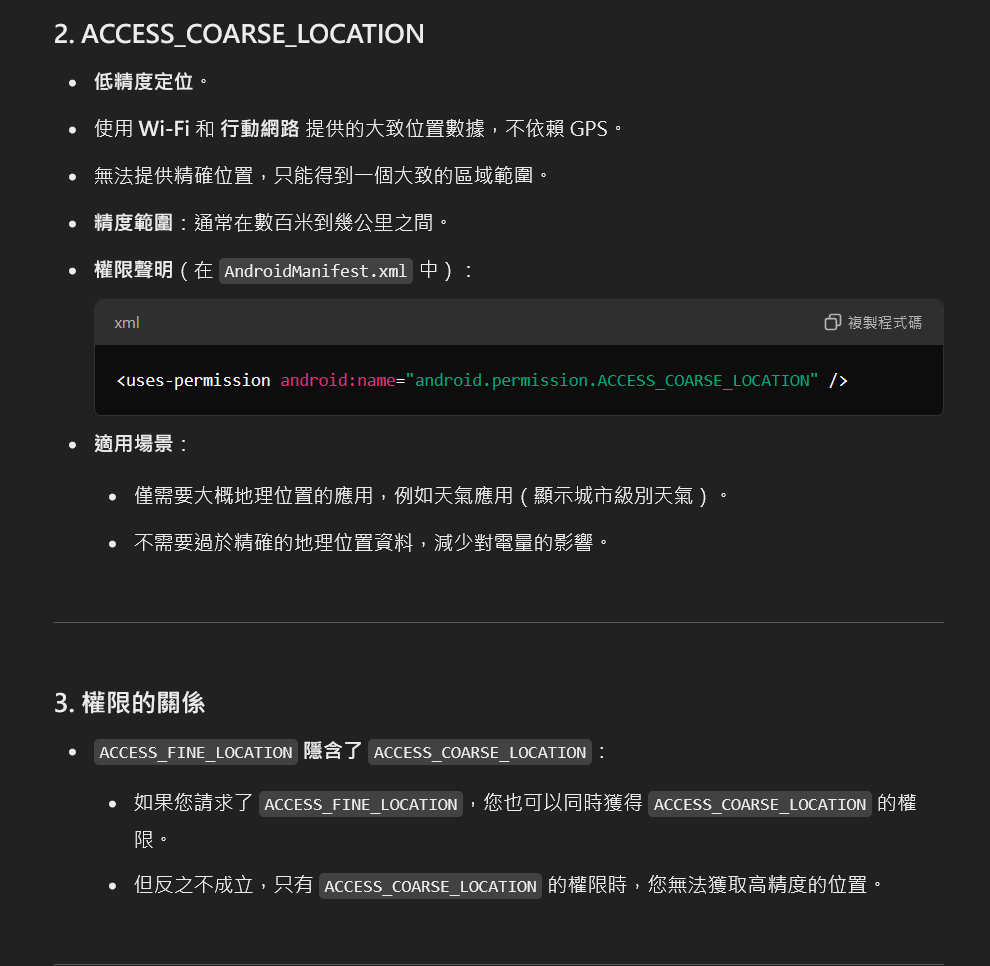 2. ACCESS_COARSE_LOCATION
低精度定位。
使用 Wi-Fi 和 行動網路 提供的大致位置數據，不依賴 GPS。
無法提供精確位置，只能得到一個大致的區域範圍。
精度範圍：通常在數百米到幾公里之間。
權限聲明（在 AndroidManifest.xml 中）：
xml
複製程式碼
<uses-permission android:name="android.permission.ACCESS_COARSE_LOCATION" />
適用場景：
僅需要大概地理位置的應用，例如天氣應用（顯示城市級別天氣）。
不需要過於精確的地理位置資料，減少對電量的影響。
3. 權限的關係
ACCESS_FINE_LOCATION 隱含了 ACCESS_COARSE_LOCATION：
如果您請求了 ACCESS_FINE_LOCATION，您也可以同時獲得 ACCESS_COARSE_LOCATION 的權
限。
但反之不成立，只有 ACCESS_COARSE_LOCATION 的權限時，您無法獲取高精度的位置。